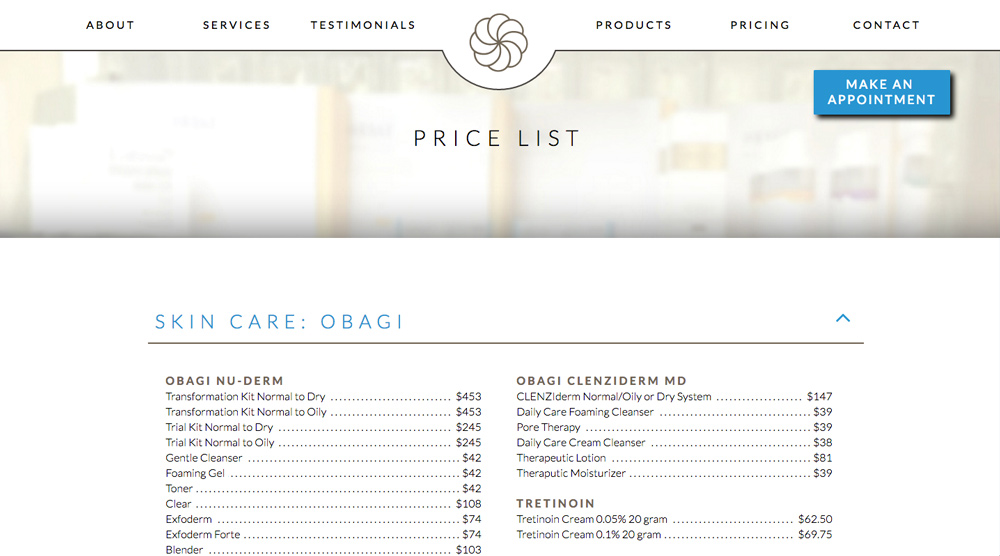 ABOUT
SERVICES
TESTIMONIALS
PRODUCTS
PRICING
CONTACT
MAKE AN
APPOINTMENT
PRICE LIST
SKIN CARE: OBAGI
OBAGI NU-DERM
Transformation Kit Normal to Dry ........................... $453
Transformation Kit Normal to Oily ........................... $453
Trial Kit Normal to Dry ....................................... $245
Trial Kit Normal to Oily ....................................... $245
Gentle Cleanser ............................................... $42
Foaming Gel .................................................. $42
Toner .......................................................... $42
Clear .......................................................... $108
Exfoderm ...................................................... $74
Exfoderm Forte ............................................... $74
Blender ........................................................ $103
OBAGI CLENZIDERM MD
CLENZIderm Normal/Oily or Dry System .................... $147
Daily Care Foaming Cleanser ................................ $39
Pore Therapy .................................................. $39
Daily Care Cream Cleanser .................................. $38
Therapeutic Lotion ............................................ $81
Theraputic Moisturizer ........................................ $39
TRETINOIN
Tretinoin Cream 0.05% 20 gram ............................ $62.50
Tretinoin Cream 0.1% 20 gram .............................. $69.75